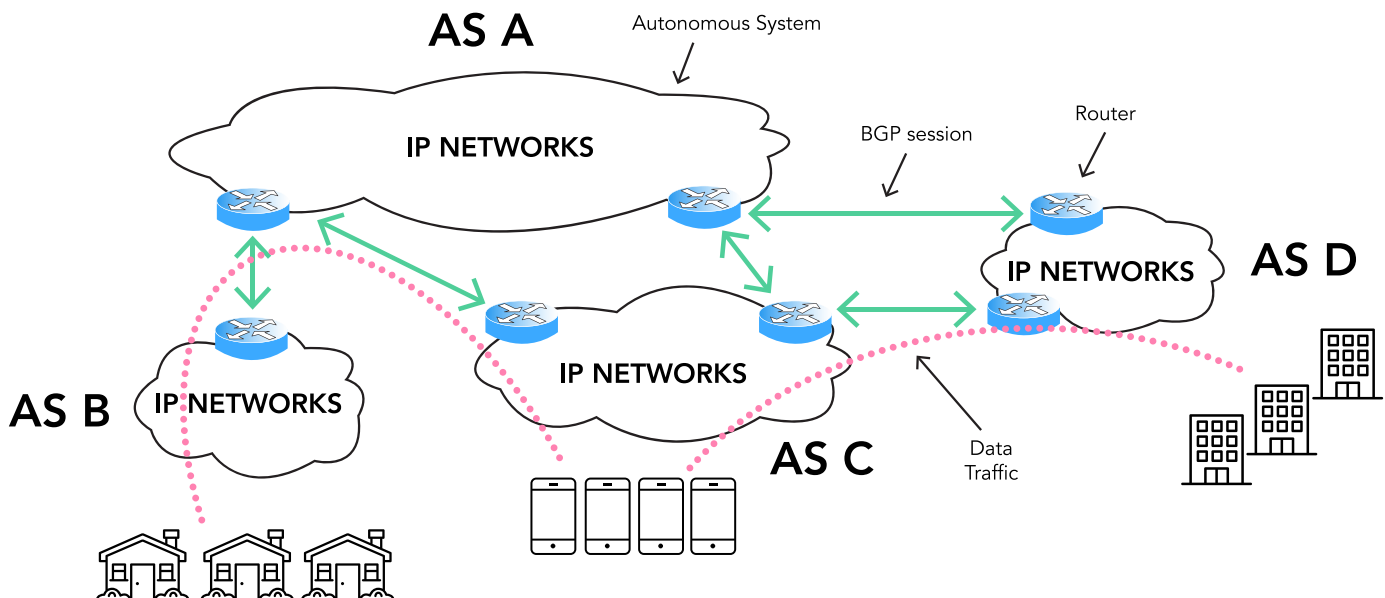 AS A
Autonomous System
IP NETWORKS
BGP session
Router
IP NETWORKS
AS D
IP NETWORKS
AS B
IP NETWORKS
AS C
Data
Traffic